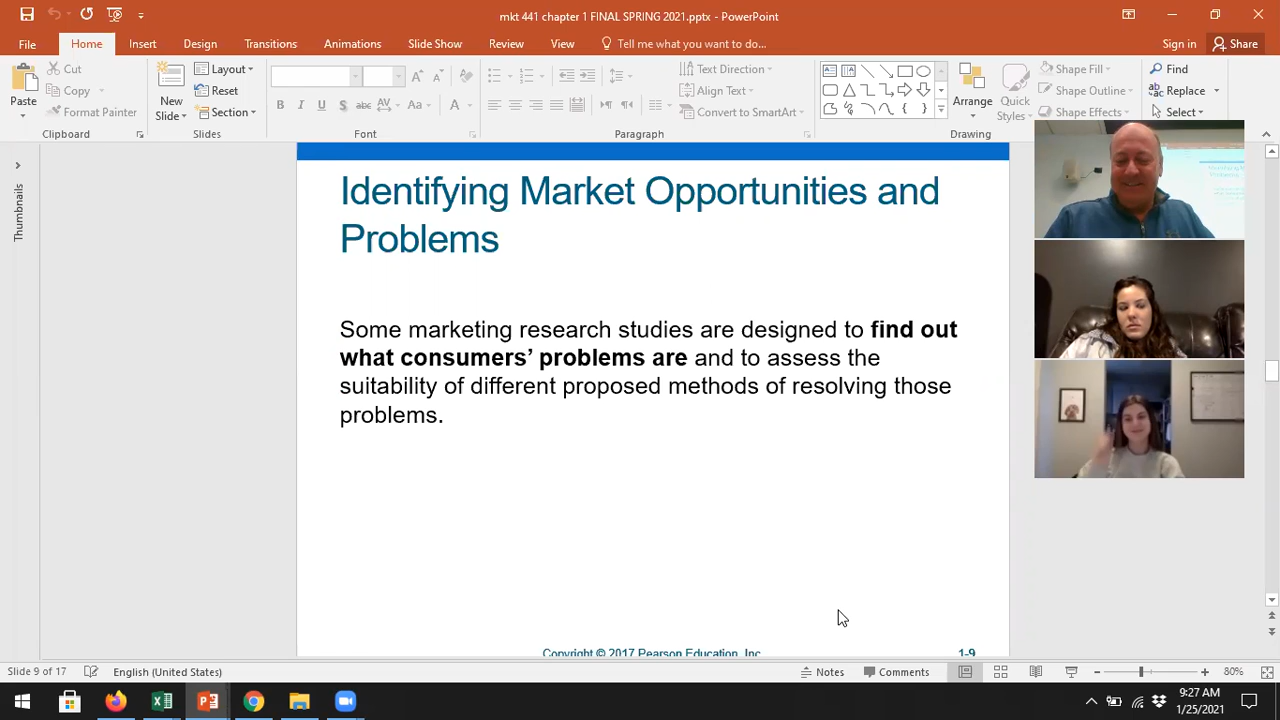 mkt 441 chapter 1 FINAL SPRING 2021.pptx - PowerPoint
File Home Insert Design Transitions Animations Slide Show Review View Tell me what you want to do... Sign in Share
Paste
Cut
Copy
Format Painter
Clipboard
New Slide
Layout
Reset
Section
Slides
B I U S abc AV Aa A
Font
Text Direction
Align Text
Convert to SmartArt
Paragraph
Arrange
Quick Styles
Shape Fill
Shape Outline
Shape Effects
Drawing
Find
Replace
Select
Thumbnails
Identifying Market Opportunities and
Problems
Some marketing research studies are designed to find out
what consumers’ problems are and to assess the
suitability of different proposed methods of resolving those
problems.
Copyright © 2017 Pearson Education, Inc
1-9
Slide 9 of 17 English (United States) Notes Comments 80%
9:27 AM
1/25/2021